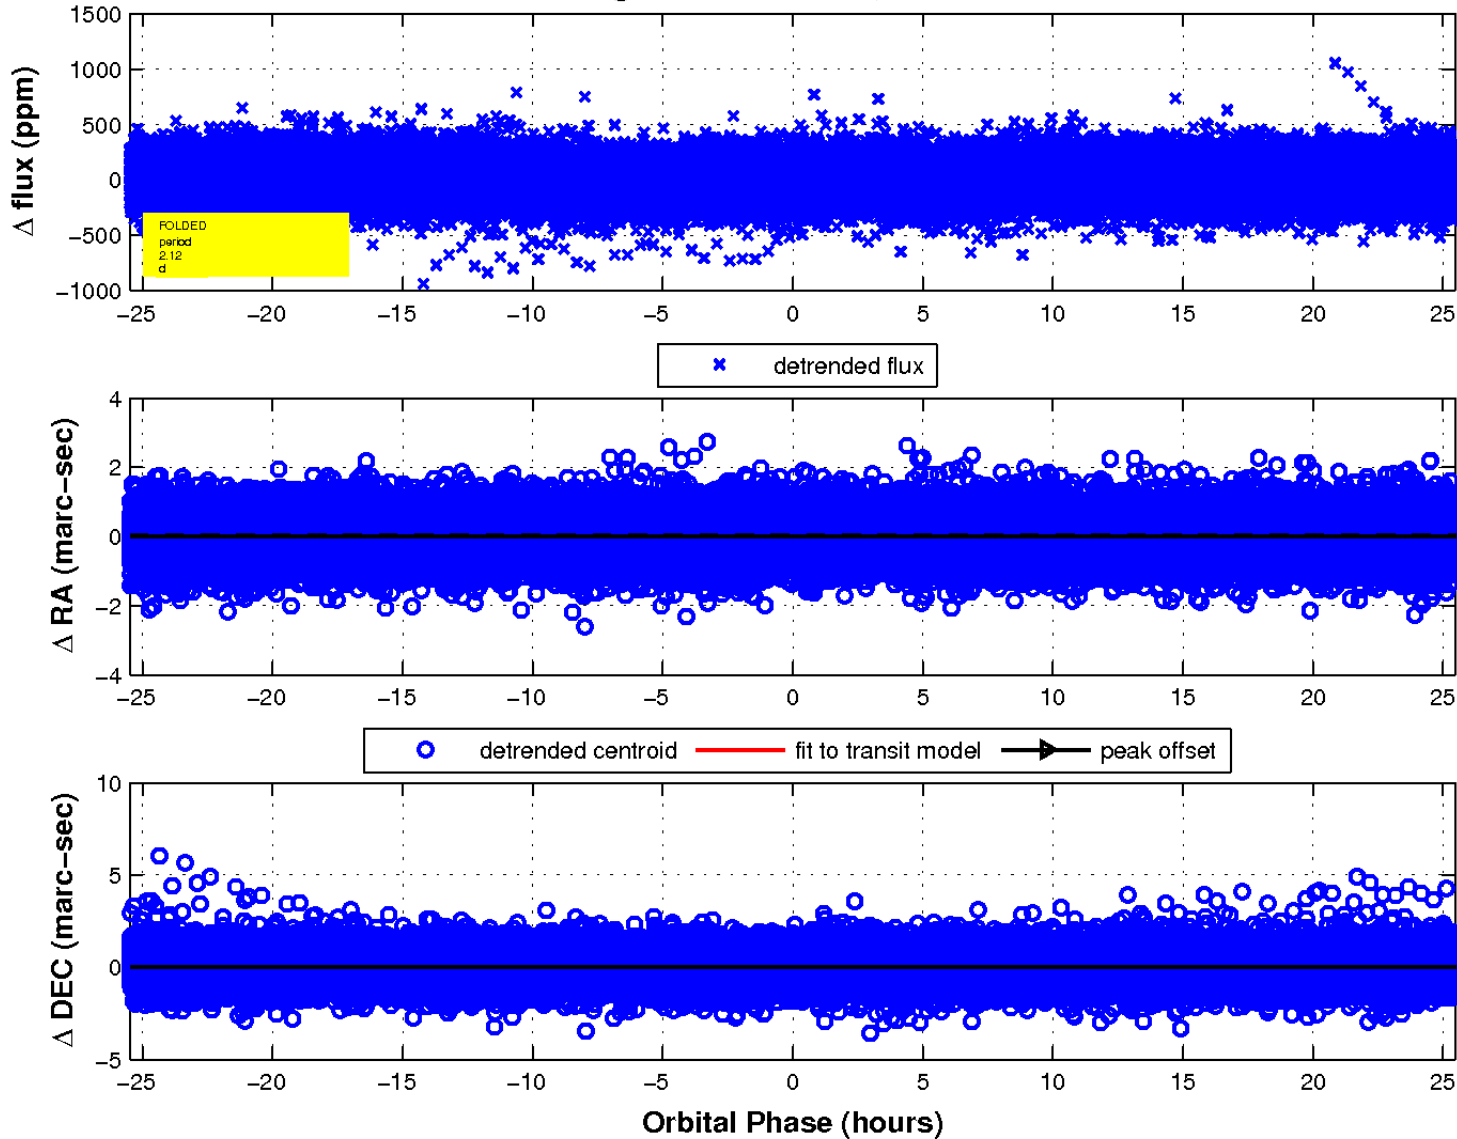 1500
1000
500
0
−500
−1000
Δ flux (ppm)
FOLDED
period
2.12
d
−25 −20 −15 −10 −5 0 5 10 15 20 25
detrended flux
4
2
0
−2
−4
Δ RA (marc−sec)
−25 −20 −15 −10 −5 0 5 10 15 20 25
detrended centroid fit to transit model peak offset
10
5
0
−5
Δ DEC (marc−sec)
−25 −20 −15 −10 −5 0 5 10 15 20 25
Orbital Phase (hours)